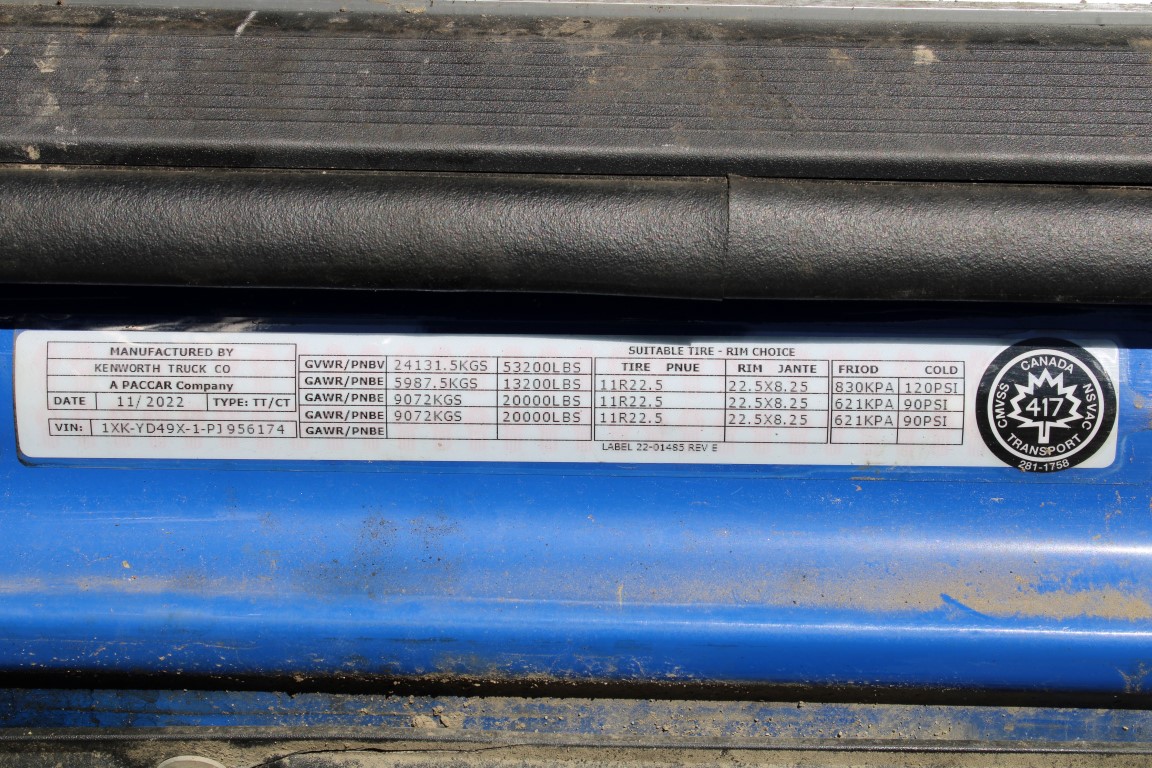 MANUFACTURED BY
KENWORTH TRUCK CO
A PACCAR Company
DATE 11/2022 TYPE: TT/CT
VIN: 1XK-YD49X-1-PJ956174
GVWR/PNBV 24131.5KGS 53200LBS
GAWR/PNBE 5987.5KGS 13200LBS
GAWR/PNBE 9072KGS 20000LBS
GAWR/PNBE 9072KGS 20000LBS
GAWR/PNBE
SUITABLE TIRE - RIM CHOICE
TIRE PNUE RIM JANTE FRIOD COLD
11R22.5 22.5X8.25 830KPA 120PSI
11R22.5 22.5X8.25 621KPA 90PSI
11R22.5 22.5X8.25 621KPA 90PSI
LABEL 22-01485 REV E
CANADA
CMVSS 417 NSVAC
TRANSPORT
281-1758